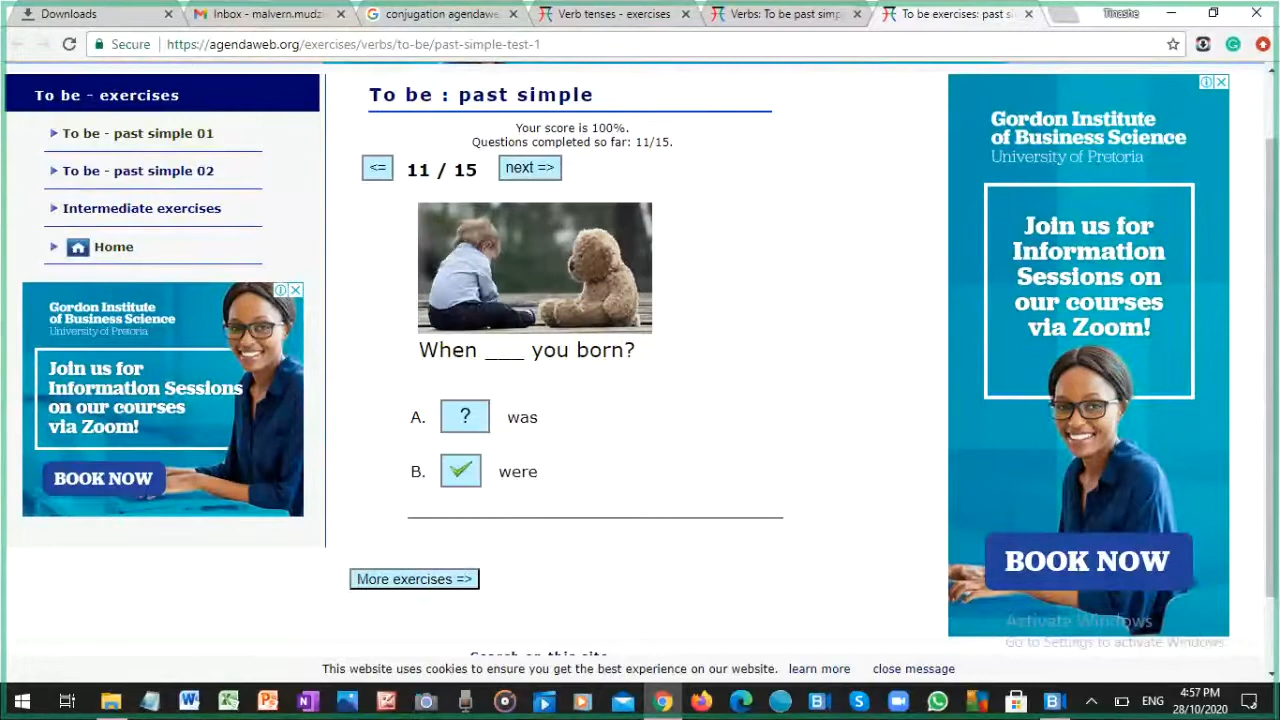 Downloads
Inbox - malvern.mudz
conjugation agendawe
Verb tenses - exercises
Verbs: To be past simp
To be exercises: past s
Tinashe
Secure
https://agendaweb.org/exercises/verbs/to-be/past-simple-test-1
To be - exercises
To be - past simple 01
To be - past simple 02
Intermediate exercises
Home
Gordon Institute
of Business Science
University of Pretoria
Join us for
Information Sessions
on our courses
via Zoom!
BOOK NOW
To be : past simple
Your score is 100%.
Questions completed so far: 11/15.
<=
11 / 15
next =>
When ___ you born?
A. ? was
B. were
More exercises =>
Gordon Institute
of Business Science
University of Pretoria
Join us for
Information
Sessions on
our courses
via Zoom!
BOOK NOW
Activate Windows
Go to Settings to activate Windows.
Search on this site
This website uses cookies to ensure you get the best experience on our website. learn more close message
ENG
4:57 PM
28/10/2020